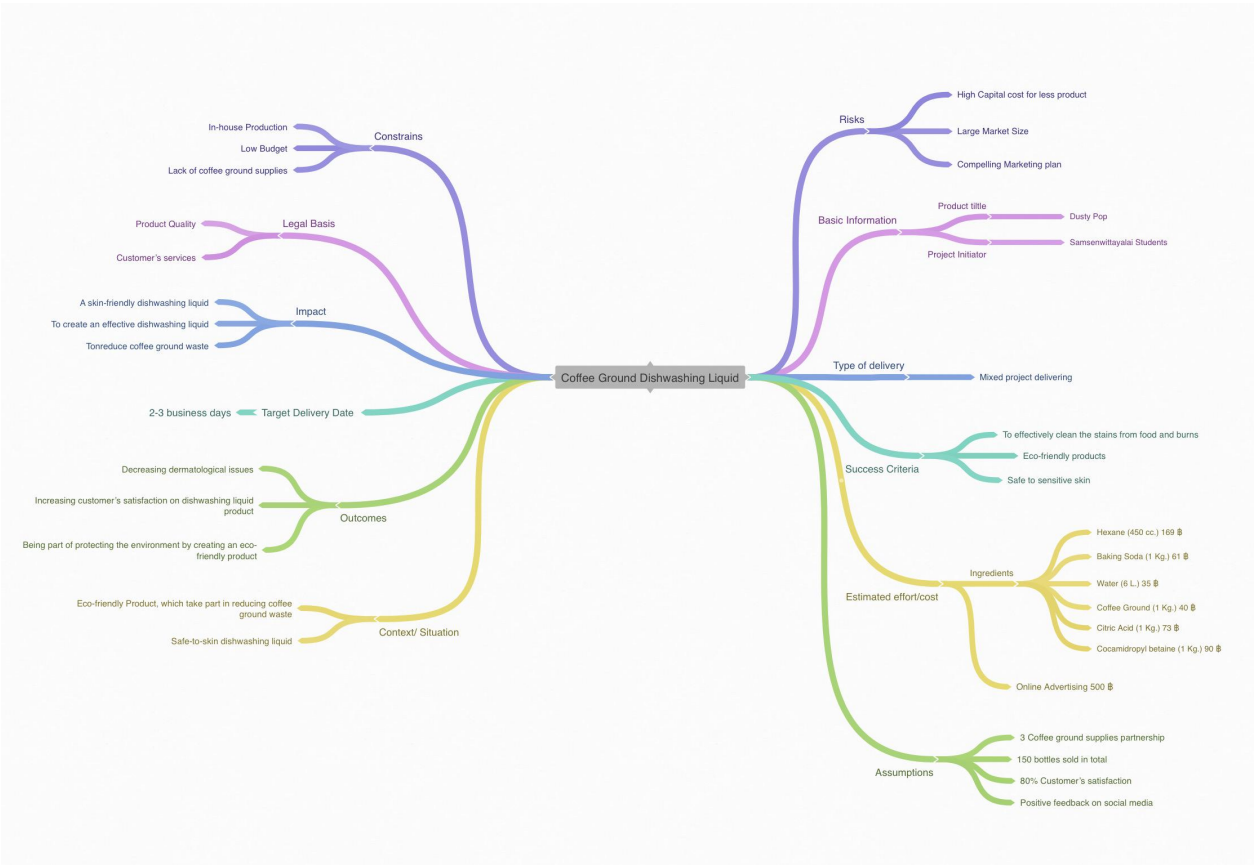 Coffee Ground Dishwashing Liquid
Constrains
In-house Production
Low Budget
Lack of coffee ground supplies
Legal Basis
Product Quality
Customer's services
Impact
A skin-friendly dishwashing liquid
To create an effective dishwashing liquid
Tonreduce coffee ground waste
Target Delivery Date
2-3 business days
Outcomes
Decreasing dermatological issues
Increasing customer's satisfaction on dishwashing liquid
product
Being part of protecting the environment by creating an eco-
friendly product
Context/ Situation
Eco-friendly Product, which take part in reducing coffee
ground waste
Safe-to-skin dishwashing liquid
Risks
High Capital cost for less product
Large Market Size
Compelling Marketing plan
Basic Information
Product tiltle
Dusty Pop
Project Initiator
Samsenwittayalai Students
Type of delivery
Mixed project delivering
Success Criteria
To effectively clean the stains from food and burns
Eco-friendly products
Safe to sensitive skin
Estimated effort/cost
Ingredients
Hexane (450 cc.) 169 ฿
Baking Soda (1 Kg.) 61 ฿
Water (6 L.) 35 ฿
Coffee Ground (1 Kg.) 40 ฿
Citric Acid (1 Kg.) 73 ฿
Cocamidropyl betaine (1 Kg.) 90 ฿
Online Advertising 500 ฿
Assumptions
3 Coffee ground supplies partnership
150 bottles sold in total
80% Customer's satisfaction
Positive feedback on social media